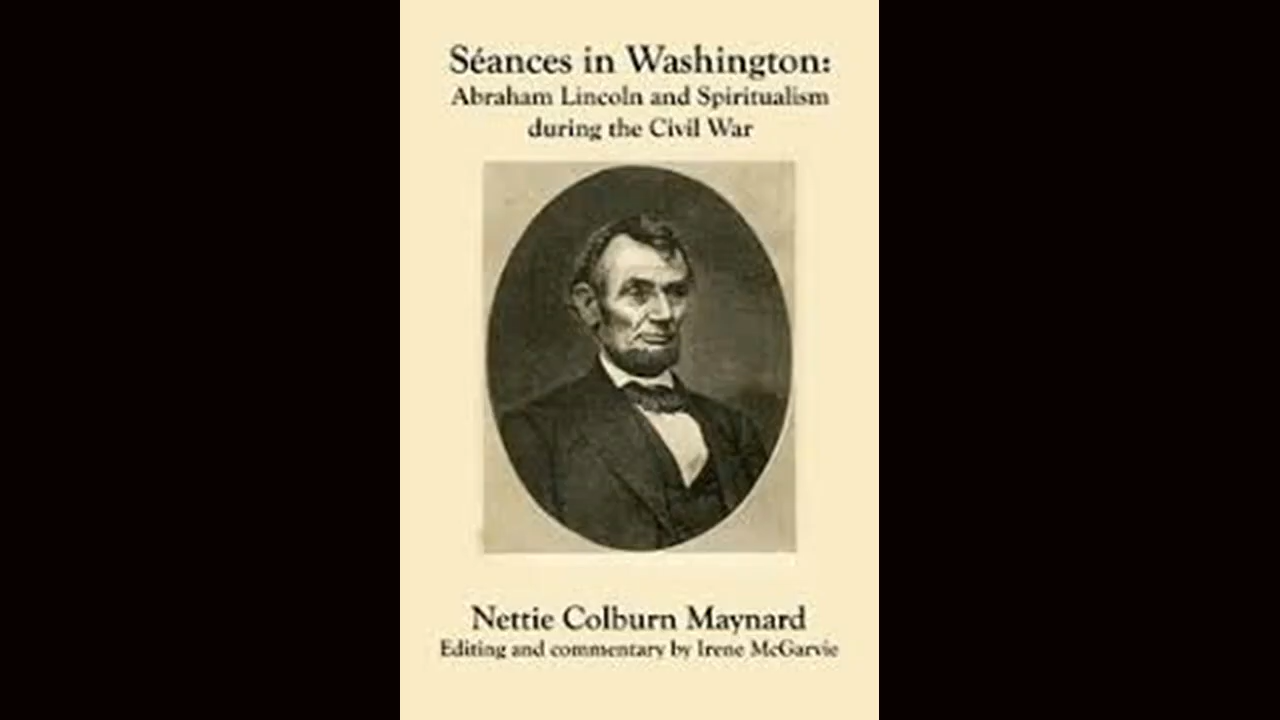 Séances in Washington:
Abraham Lincoln and Spiritualism
during the Civil War
Nettie Colburn Maynard
Editing and commentary by Irene McGarvie